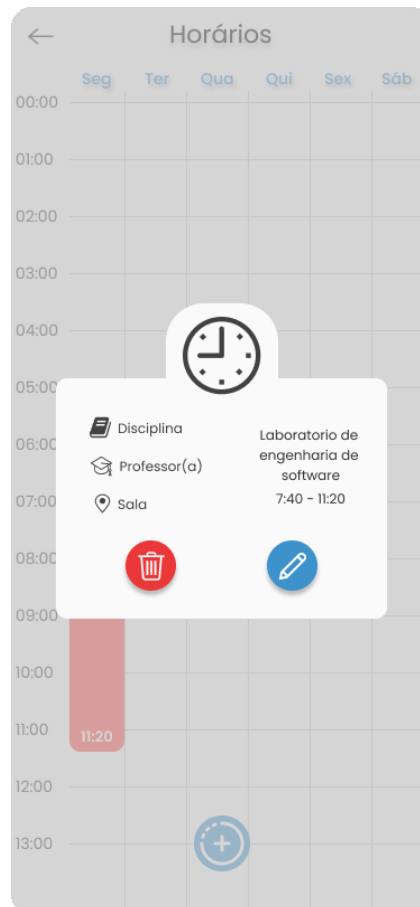 Horários
Seg Ter Qua Qui Sex Sáb
00:00
01:00
02:00
03:00
04:00
05:00
06:00
07:00
08:00
09:00
10:00
11:00
12:00
13:00
Disciplina
Professor(a)
Sala
Laboratorio de
engenharia de
software
7:40 - 11:20
11:20